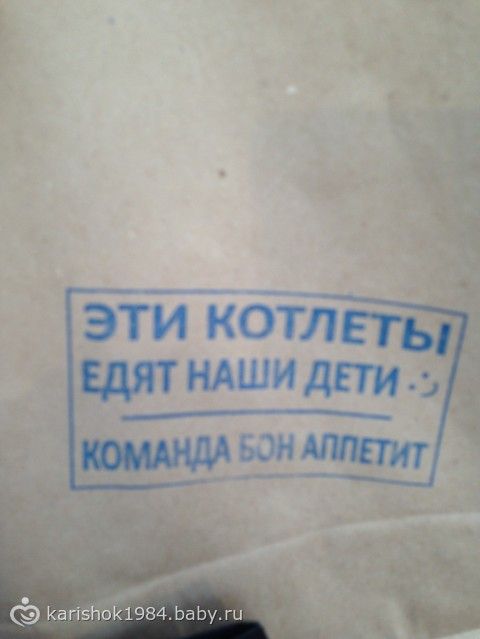 ЭТИ КОТЛЕТЫ
ЕДЯТ НАШИ ДЕТИ :)
КОМАНДА БОН АППЕТИТ
karishok1984.baby.ru